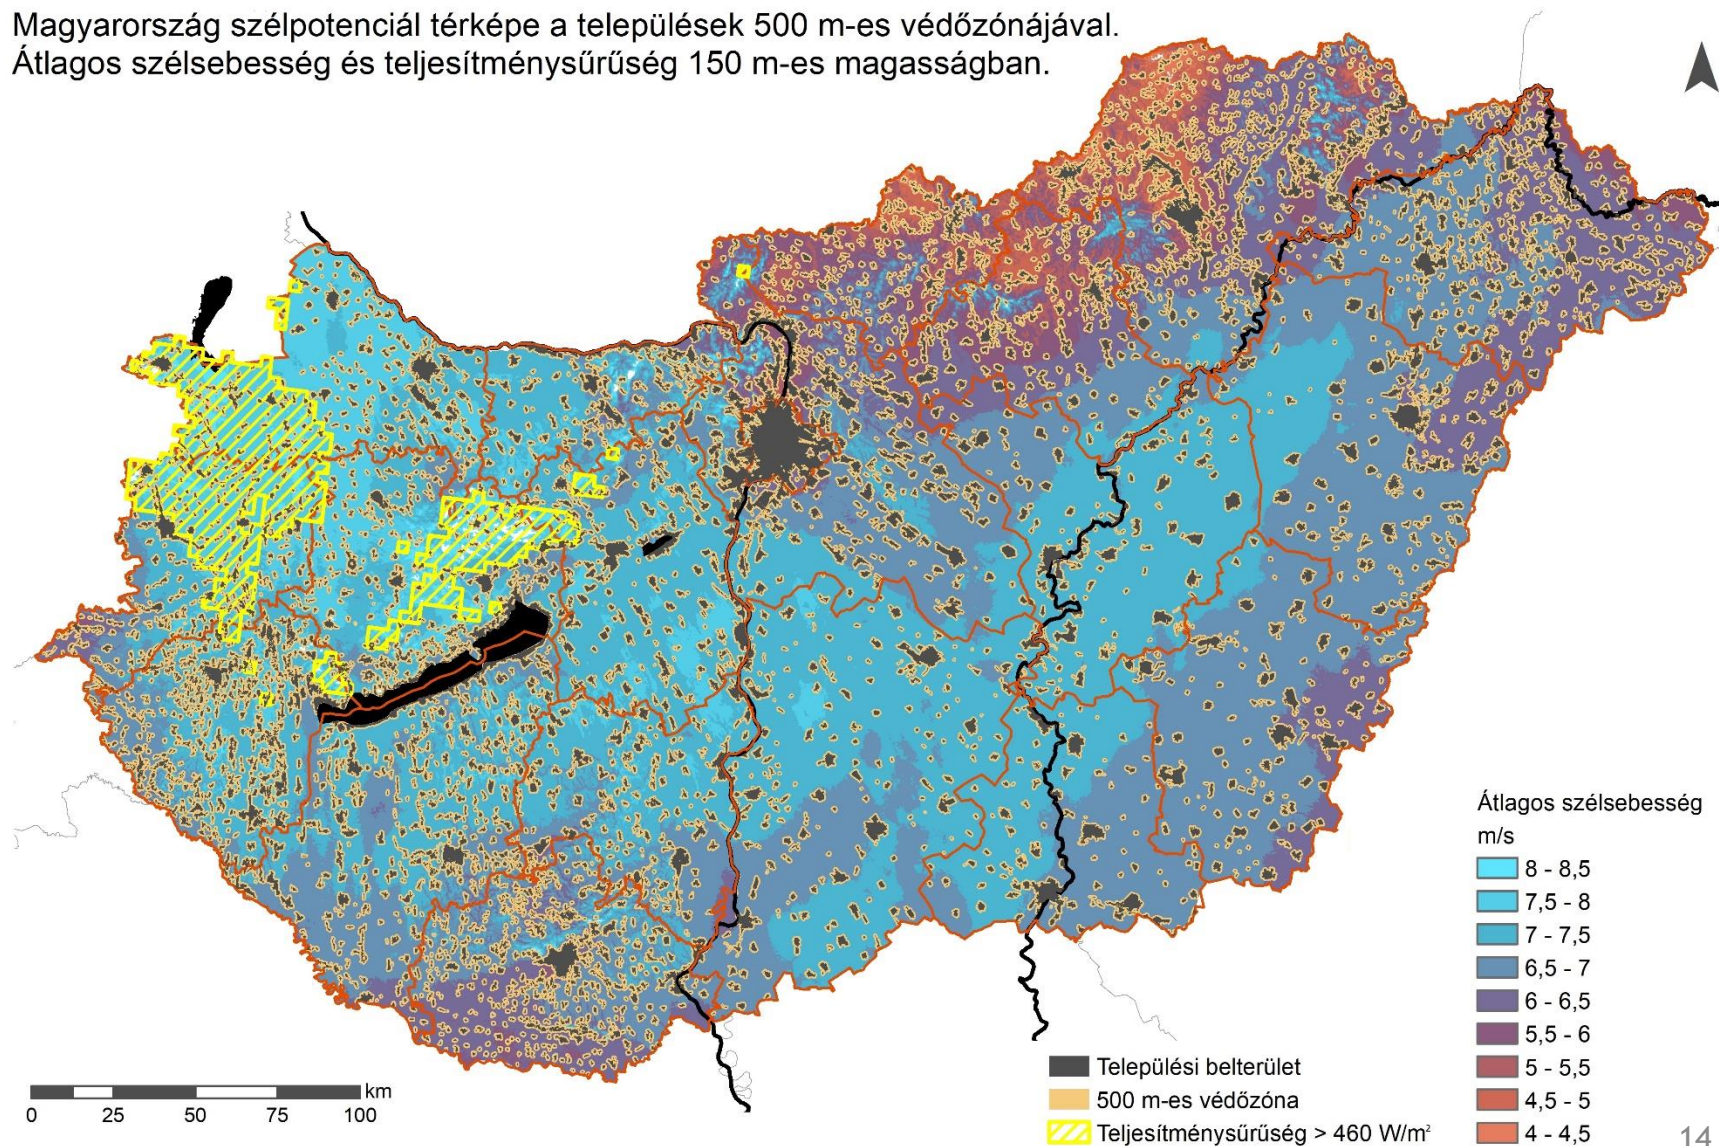 Magyarország szélpotenciál térképe a települések 500 m-es védőzónájával.
Átlagos szélsebesség és teljesítménysűrűség 150 m-es magasságban.
Átlagos szélsebesség
m/s
8 - 8,5
7,5 - 8
7 - 7,5
6,5 - 7
6 - 6,5
5,5 - 6
5 - 5,5
4,5 - 5
4 - 4,5
Települési belterület
500 m-es védőzóna
Teljesítménysűrűség > 460 W/m²
km
0 25 50 75 100
14